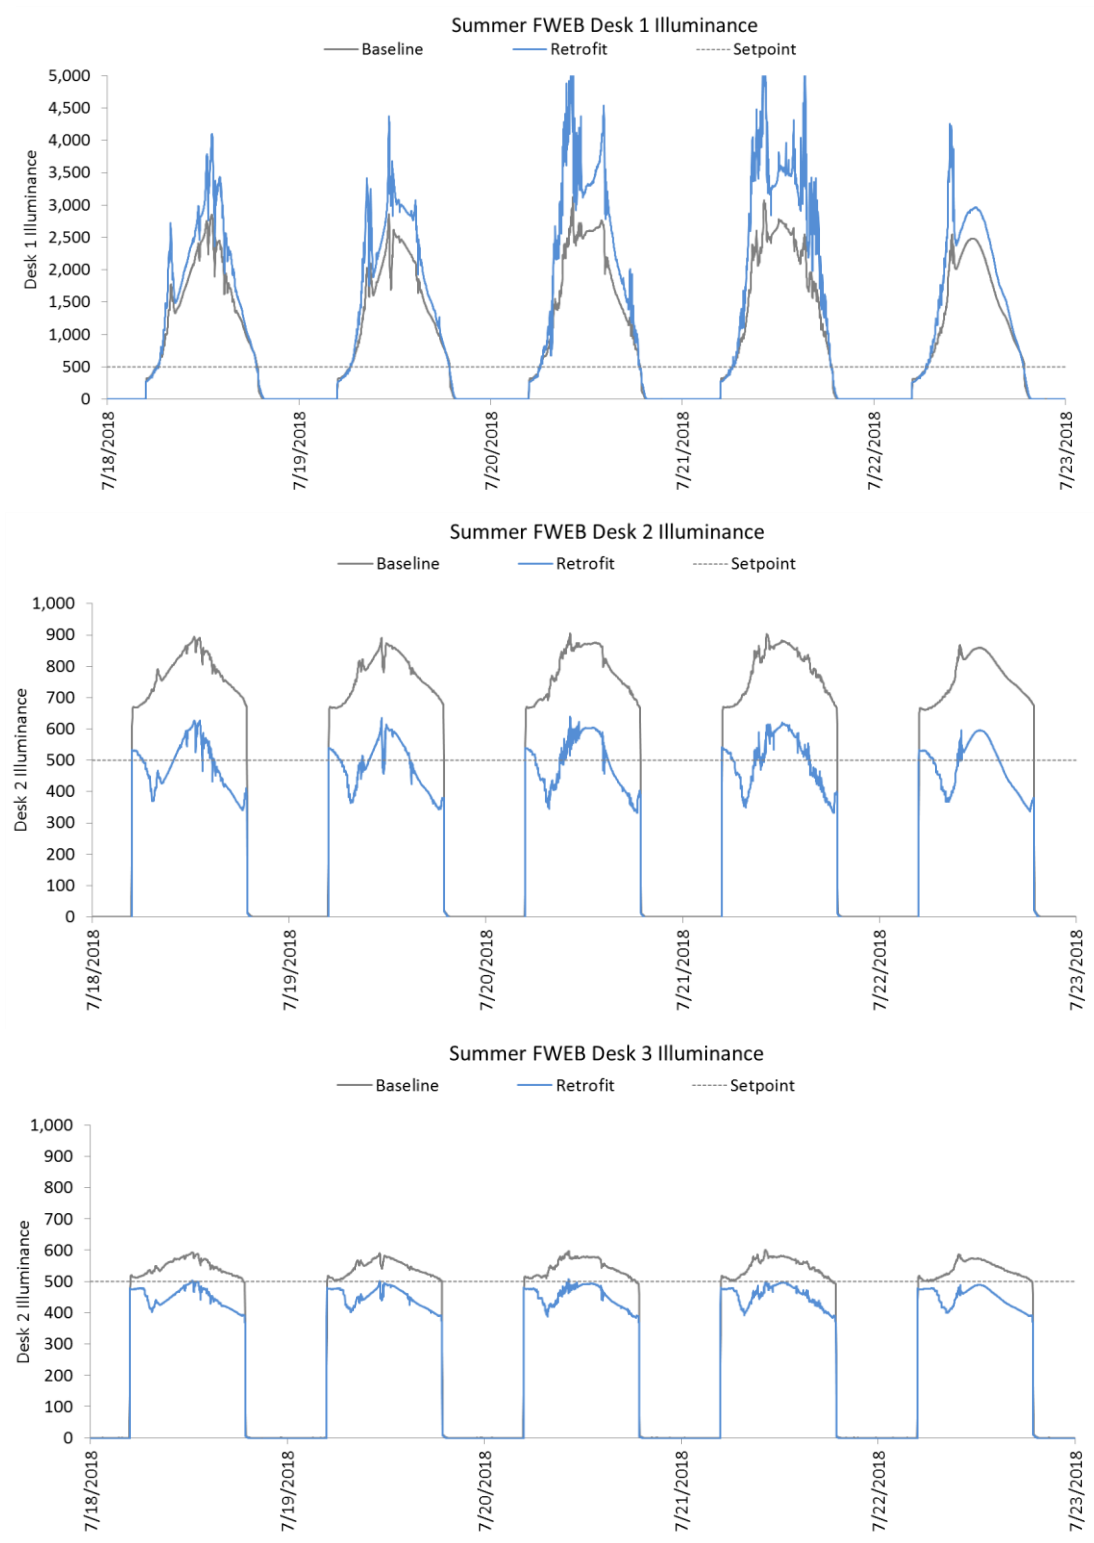 Summer FWEB Desk 1 Illuminance
Baseline Retrofit Setpoint
Desk 1 Illuminance
5,000
4,500
4,000
3,500
3,000
2,500
2,000
1,500
1,000
500
0
7/18/2018 7/19/2018 7/20/2018 7/21/2018 7/22/2018 7/23/2018
Summer FWEB Desk 2 Illuminance
Baseline Retrofit Setpoint
Desk 2 Illuminance
1,000
900
800
700
600
500
400
300
200
100
0
7/18/2018 7/19/2018 7/20/2018 7/21/2018 7/22/2018 7/23/2018
Summer FWEB Desk 3 Illuminance
Baseline Retrofit Setpoint
Desk 2 Illuminance
1,000
900
800
700
600
500
400
300
200
100
0
7/18/2018 7/19/2018 7/20/2018 7/21/2018 7/22/2018 7/23/2018